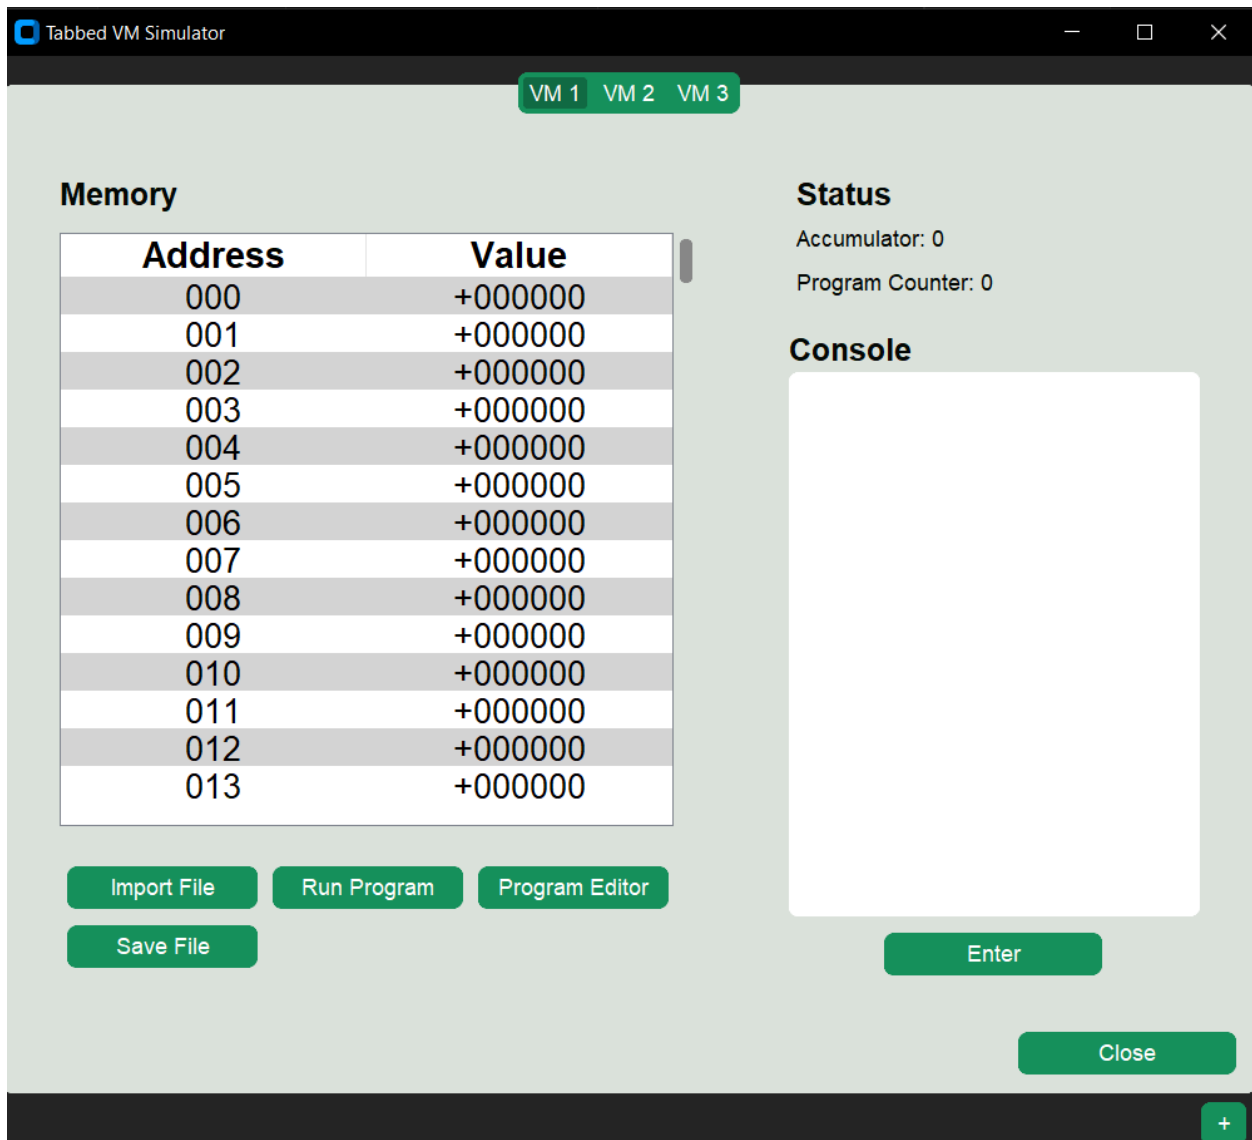 Tabbed VM Simulator
VM 1 VM 2 VM 3
Memory
Address Value
000 +000000
001 +000000
002 +000000
003 +000000
004 +000000
005 +000000
006 +000000
007 +000000
008 +000000
009 +000000
010 +000000
011 +000000
012 +000000
013 +000000
Import File Run Program Program Editor
Save File
Status
Accumulator: 0
Program Counter: 0
Console
Enter
Close
+